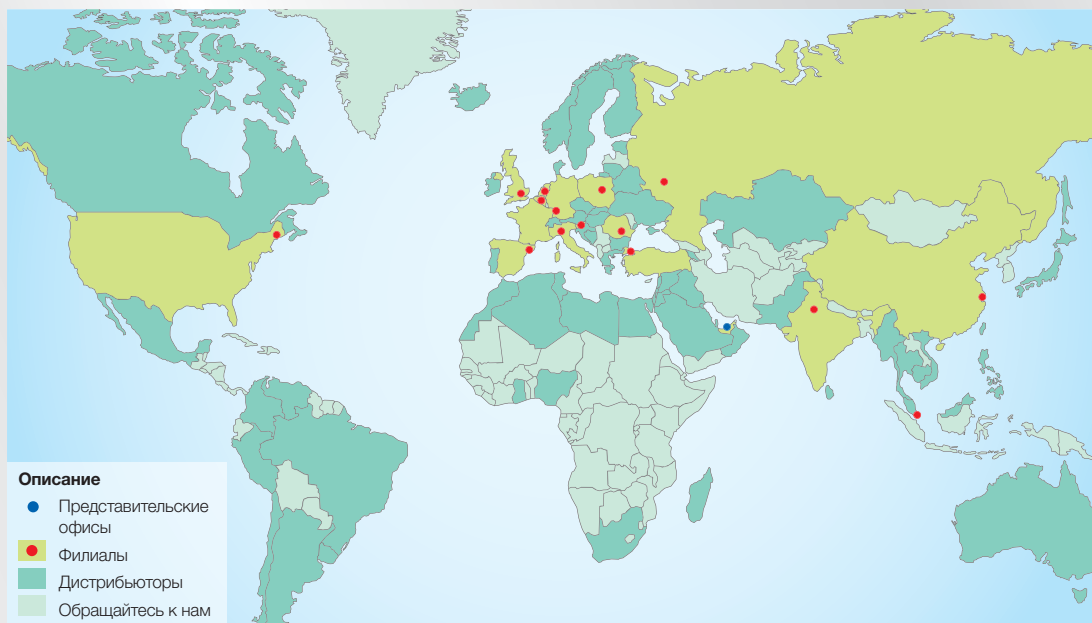 Описание
Представительские
офисы
Филиалы
Дистрибьюторы
Обращайтесь к нам